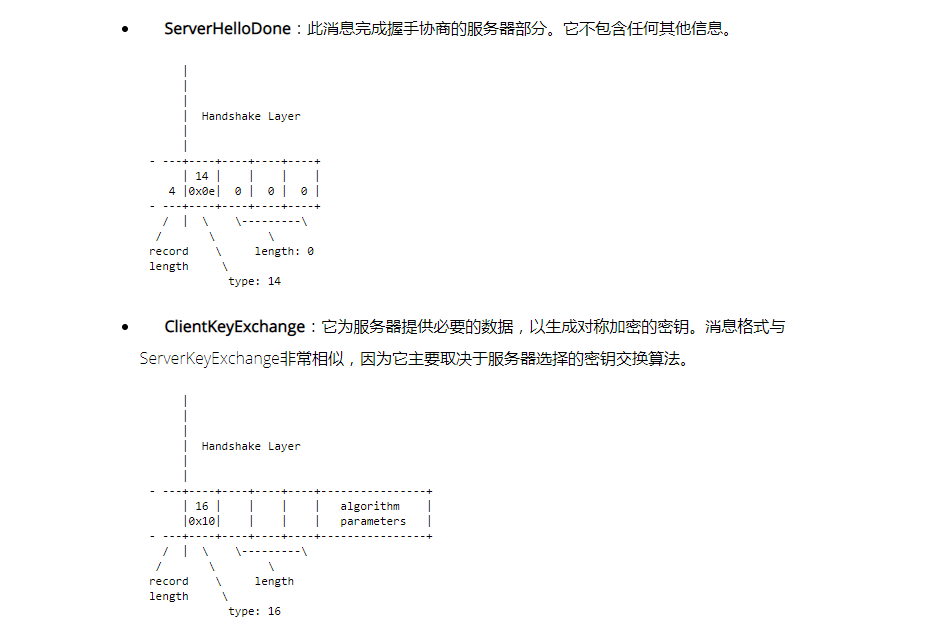 • ServerHelloDone：此消息完成握手协商的服务器部分。它不包含任何其他信息。
|
|
|
| Handshake Layer
|
|
- ---+----+----+----+----+
| 14 | | | |
4 |0x0e| 0 | 0 | 0 |
- ---+----+----+----+----+
/ | \ \---------\
/ \ \
record \ length: 0
length \
type: 14
• ClientKeyExchange：它为服务器提供必要的数据，以生成对称加密的密钥。消息格式与
ServerKeyExchange非常相似，因为它主要取决于服务器选择的密钥交换算法。
|
|
|
| Handshake Layer
|
|
- ---+----+----+----+----+----------------+
| 16 | | | | algorithm |
|0x10| | | | parameters |
- ---+----+----+----+----+----------------+
/ | \ \---------\
/ \ \
record \ length
length \
type: 16